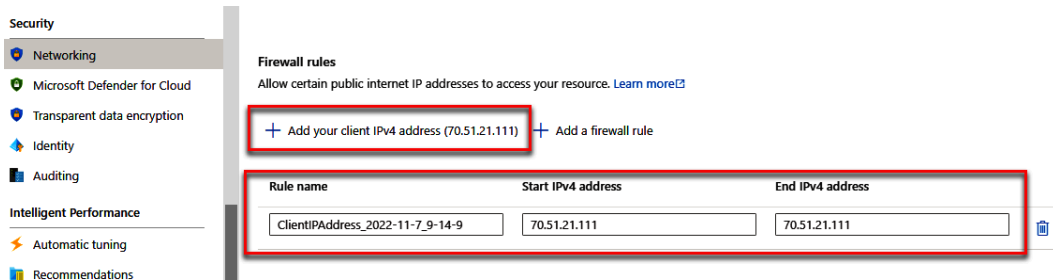 Security
Networking
Microsoft Defender for Cloud
Transparent data encryption
Identity
Auditing
Intelligent Performance
Automatic tuning
Recommendations
Firewall rules
Allow certain public internet IP addresses to access your resource. Learn more
+ Add your client IPv4 address (70.51.21.111) + Add a firewall rule
Rule name Start IPv4 address End IPv4 address
ClientIPAddress_2022-11-7_9-14-9 70.51.21.111 70.51.21.111